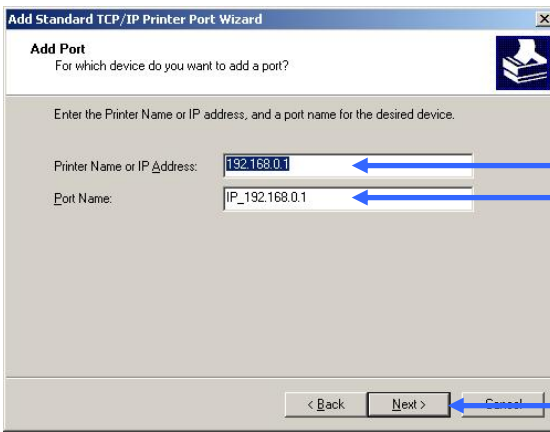 Add Standard TCP/IP Printer Port Wizard
Add Port
For which device do you want to add a port?
Enter the Printer Name or IP address, and a port name for the desired device.
Printer Name or IP Address:
192.168.0.1
Port Name:
IP_192.168.0.1
< Back
Next >
Cancel